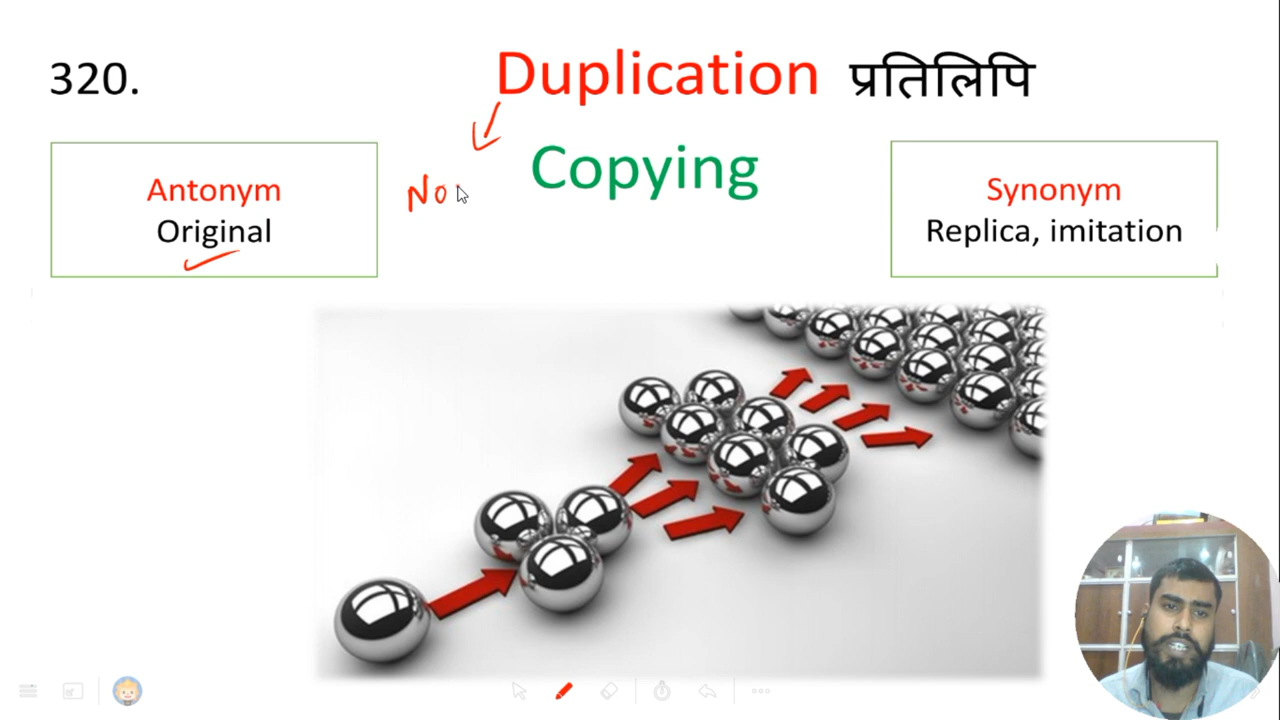 320.
Duplication प्रतिलिपि
Copying
Antonym
Original
No
Synonym
Replica, imitation